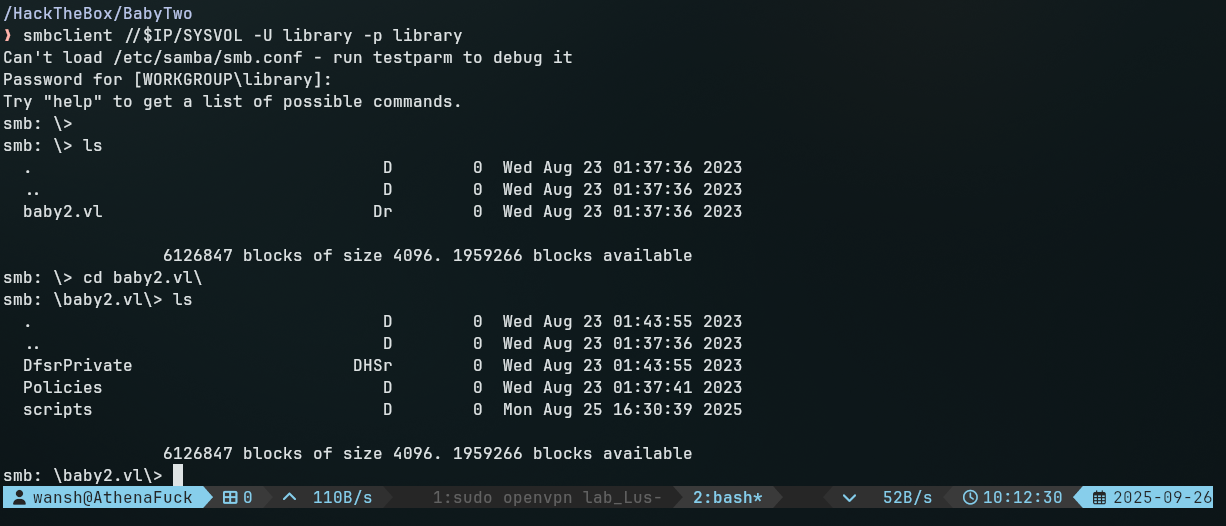 /HackTheBox/BabyTwo
❱ smbclient //$IP/SYSVOL -U library -p library
Can't load /etc/samba/smb.conf - run testparm to debug it
Password for [WORKGROUP\library]:
Try "help" to get a list of possible commands.
smb: \>
smb: \> ls
  .                                   D        0  Wed Aug 23 01:37:36 2023
  ..                                  D        0  Wed Aug 23 01:37:36 2023
  baby2.vl                           Dr        0  Wed Aug 23 01:37:36 2023
                6126847 blocks of size 4096. 1959266 blocks available
smb: \> cd baby2.vl\
smb: \baby2.vl\> ls
  .                                   D        0  Wed Aug 23 01:43:55 2023
  ..                                  D        0  Wed Aug 23 01:37:36 2023
  DfsrPrivate                      DHSr        0  Wed Aug 23 01:43:55 2023
  Policies                            D        0  Wed Aug 23 01:37:41 2023
  scripts                             D        0  Mon Aug 25 16:30:39 2025
                6126847 blocks of size 4096. 1959266 blocks available
smb: \baby2.vl\>
wansh@AthenaFuck 0 110B/s 1:sudo openvpn lab_Lus- 2:bash* 52B/s 10:12:30 2025-09-26